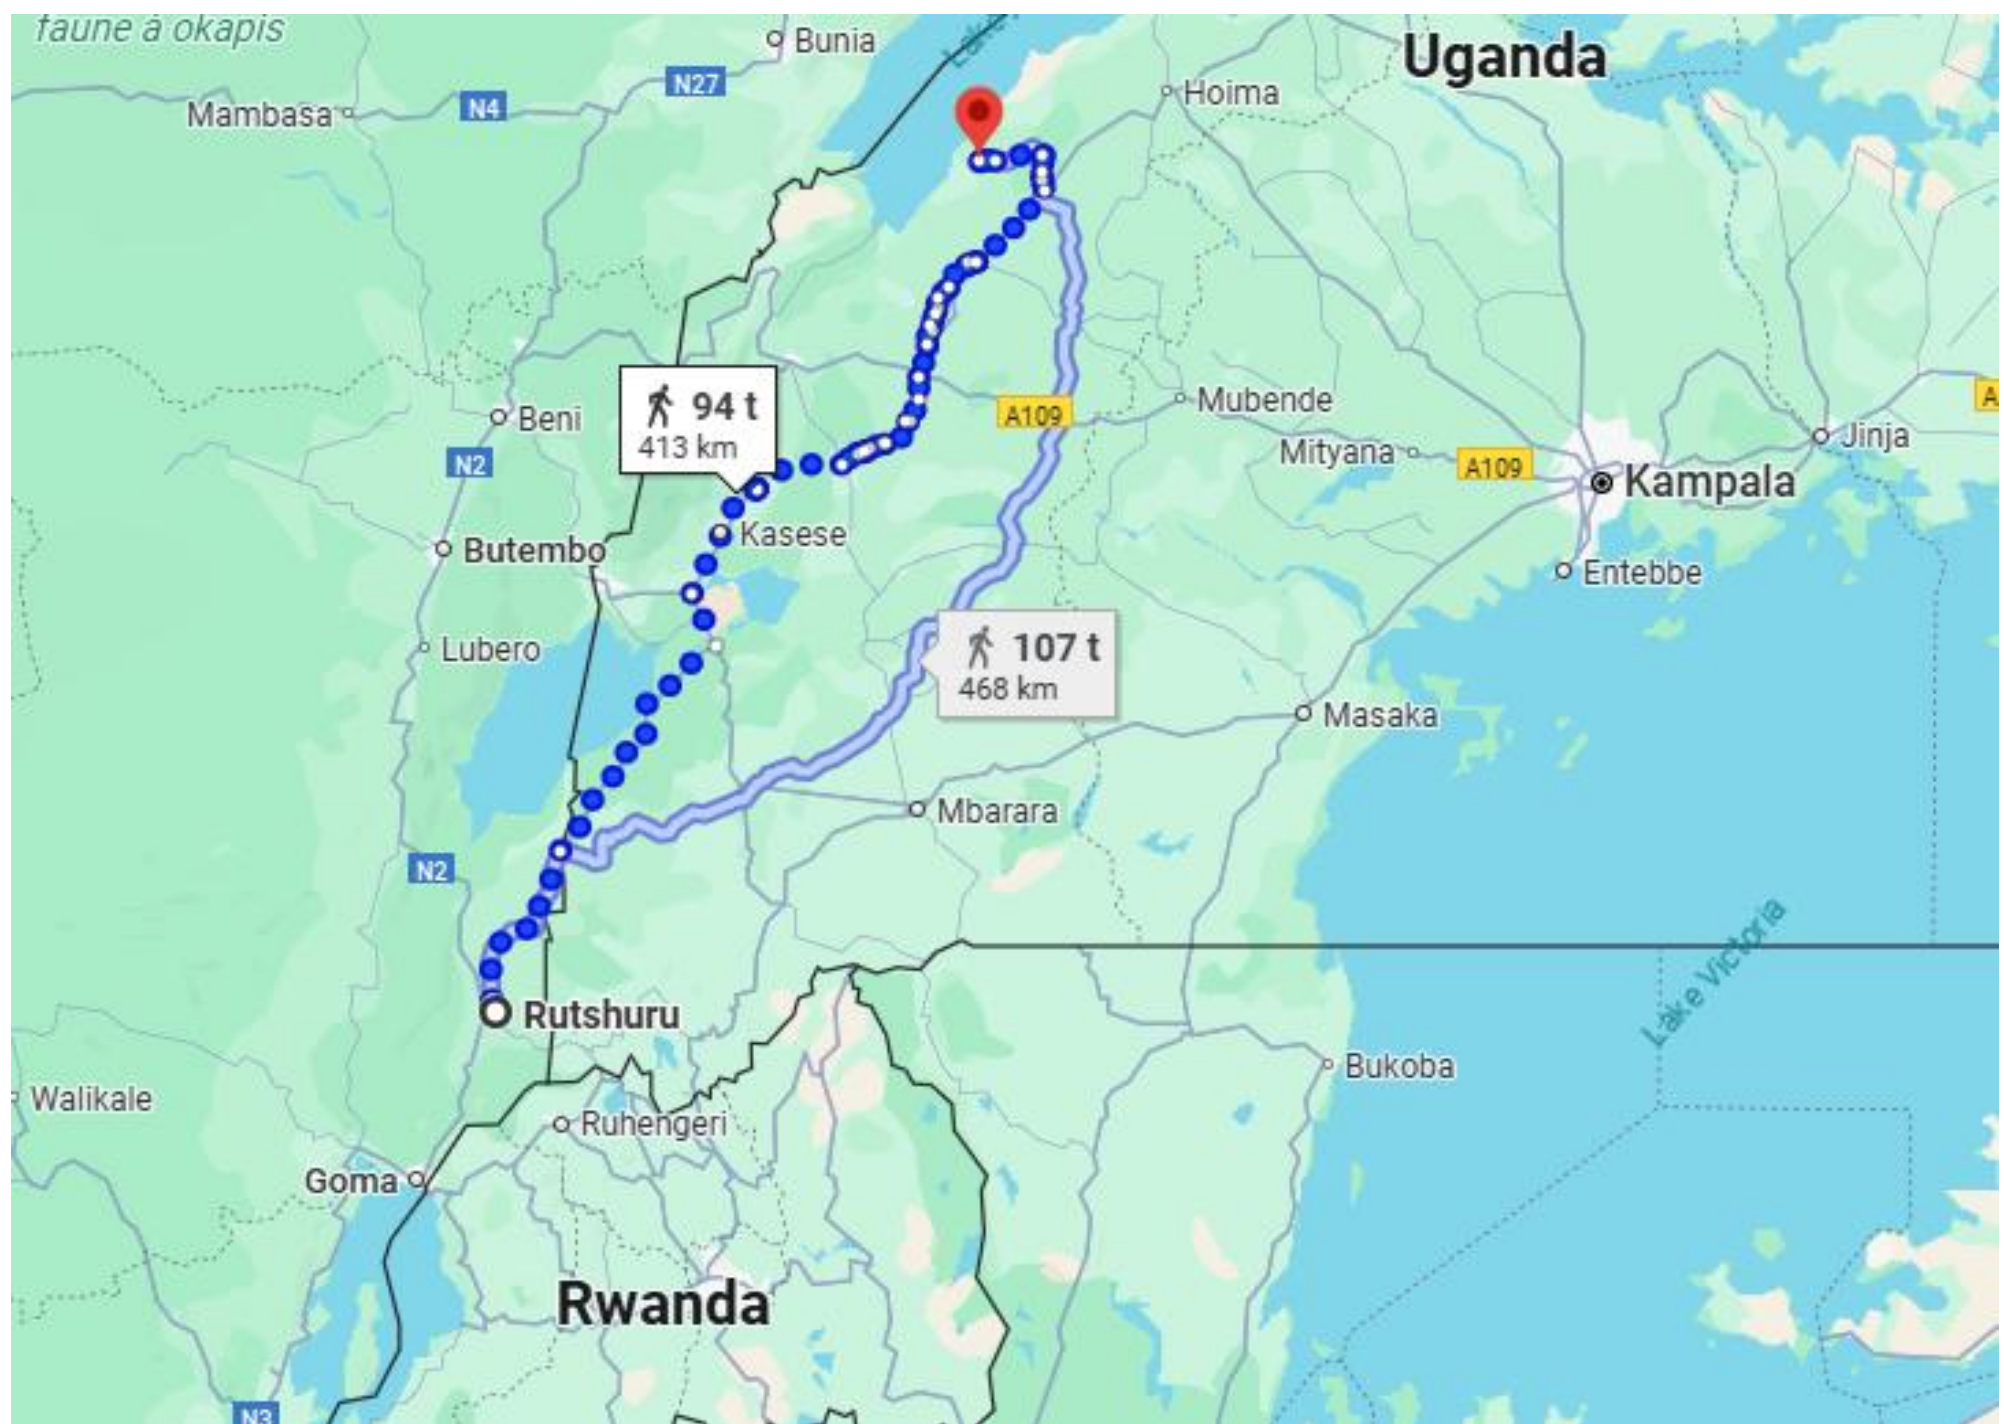 faune à okapis
Bunia
Lake
Uganda
N27
Mambasa
N4
Hoima
94 t
413 km
Beni
A109
Mubende
A
N2
Mityana
A109
Jinja
Kampala
Kasese
Butembo
Entebbe
107 t
468 km
Lubero
Masaka
Mbarara
N2
Lake Victoria
Rutshuru
Bukoba
Walikale
Ruhengeri
Goma
Rwanda
N3